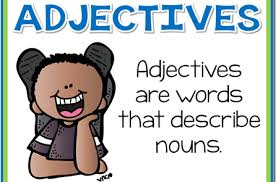 ADJECTIVES
Adjectives
are words
that describe
nouns.